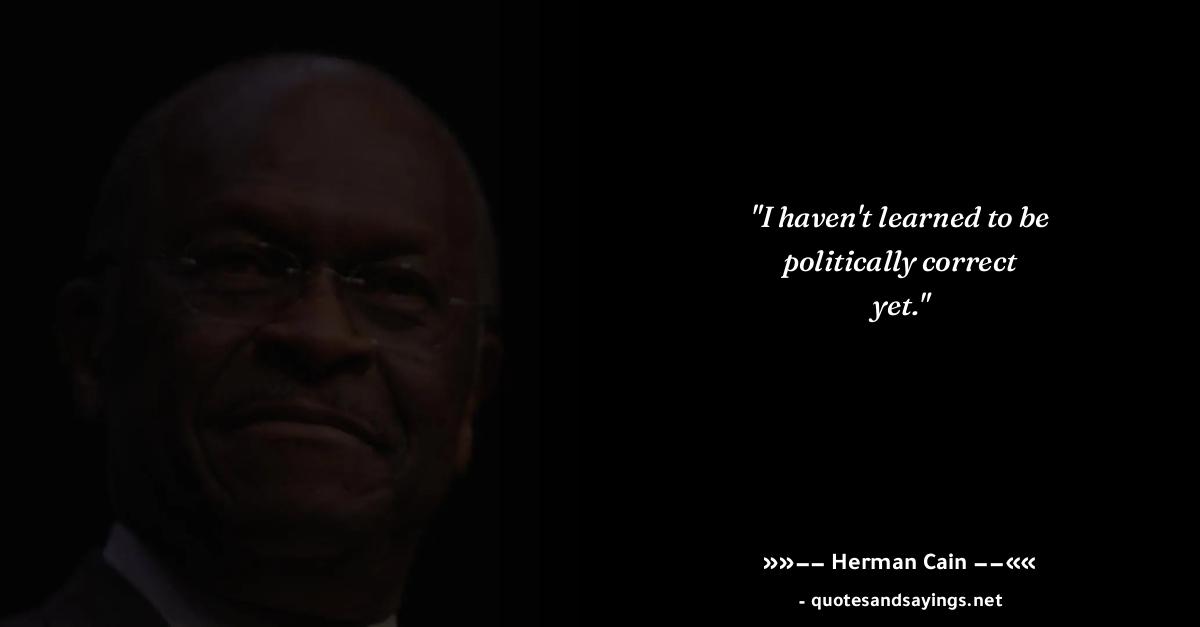 "I haven't learned to be
politically correct
yet."
»»−− Herman Cain −−««
- quotesandsayings.net